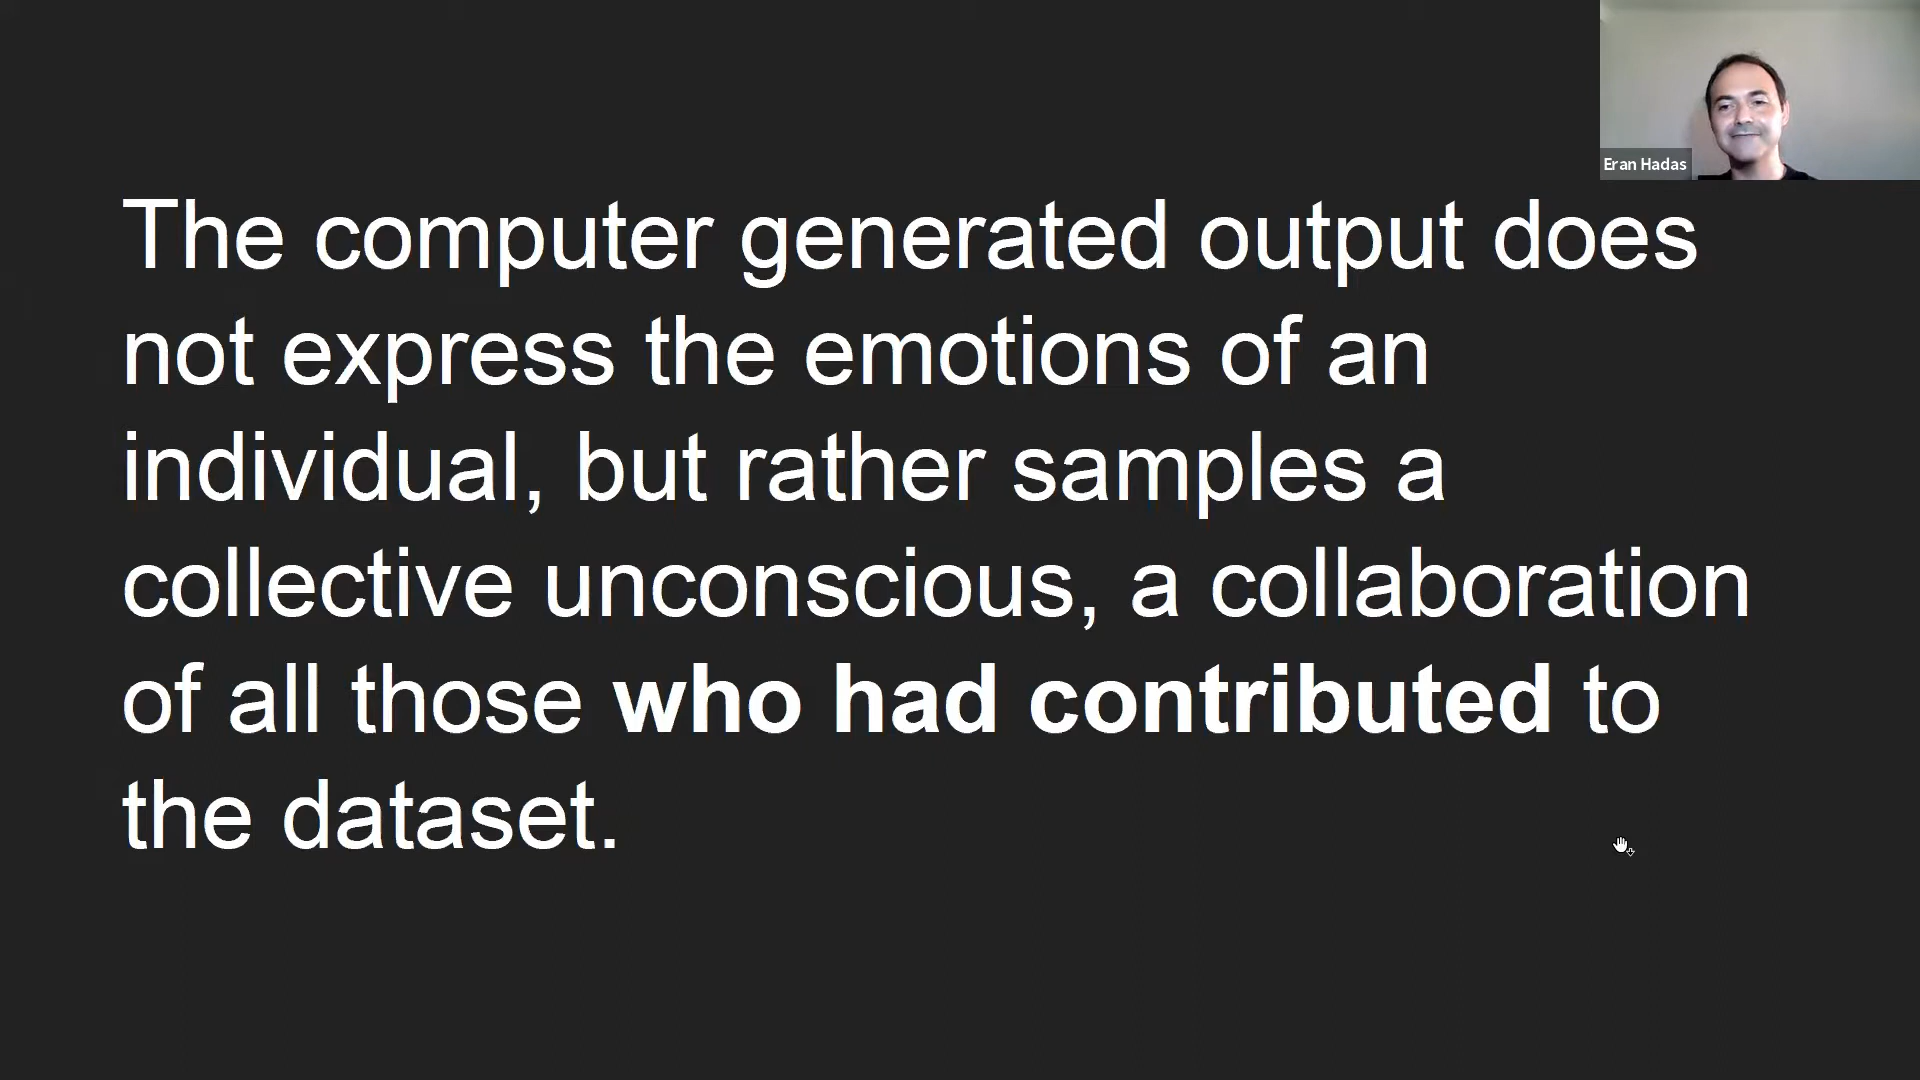 Eran Hadas
The computer generated output does
not express the emotions of an
individual, but rather samples a
collective unconscious, a collaboration
of all those who had contributed to
the dataset.